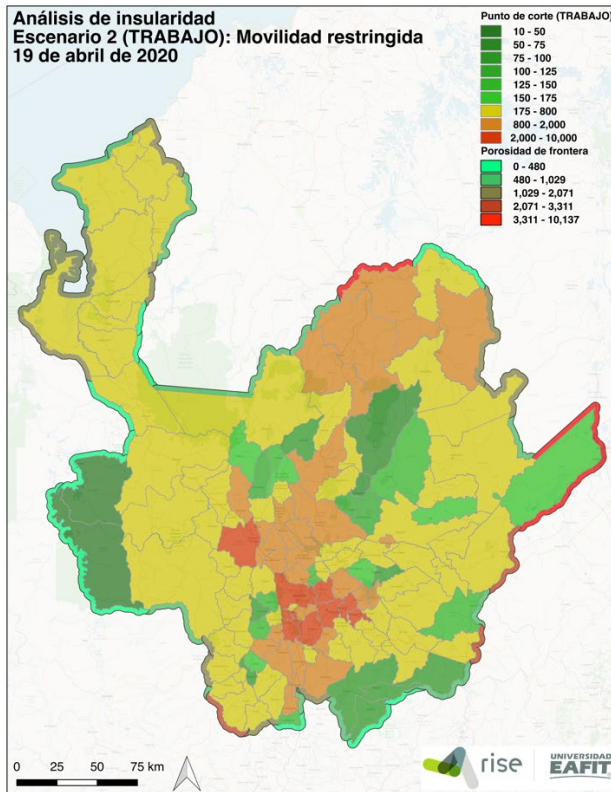 Análisis de insularidad
Escenario 2 (TRABAJO): Movilidad restringida
19 de abril de 2020
Punto de corte (TRABAJO)
10 - 50
50 - 75
75 - 100
100 - 125
125 - 150
150 - 175
175 - 800
800 - 2,000
2,000 - 10,000
Porosidad de frontera
0 - 480
480 - 1,029
1,029 - 2,071
2,071 - 3,311
3,311 - 10,137
0 25 50 75 km
rise
UNIVERSIDAD
EAFIT